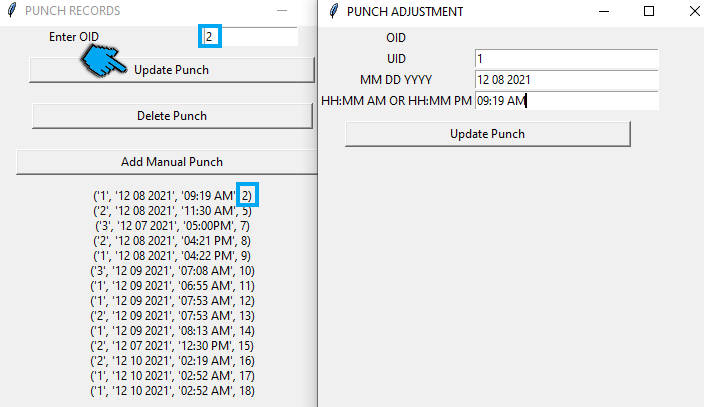 PUNCH RECORDS
Enter OID 2
Update Punch
Delete Punch
Add Manual Punch
('1', '12 08 2021', '09:19 AM', 2)
('2', '12 08 2021', '11:30 AM', 5)
('3', '12 07 2021', '05:00PM', 7)
('2', '12 08 2021', '04:21 PM', 8)
('1', '12 08 2021', '04:22 PM', 9)
('3', '12 09 2021', '07:08 AM', 10)
('1', '12 09 2021', '06:55 AM', 11)
('1', '12 09 2021', '07:53 AM', 12)
('2', '12 09 2021', '07:53 AM', 13)
('1', '12 09 2021', '08:13 AM', 14)
('2', '12 07 2021', '12:30 PM', 15)
('2', '12 10 2021', '02:19 AM', 16)
('1', '12 10 2021', '02:52 AM', 17)
('1', '12 10 2021', '02:52 AM', 18)
PUNCH ADJUSTMENT
OID
UID 1
MM DD YYYY 12 08 2021
HH:MM AM OR HH:MM PM 09:19 AM
Update Punch